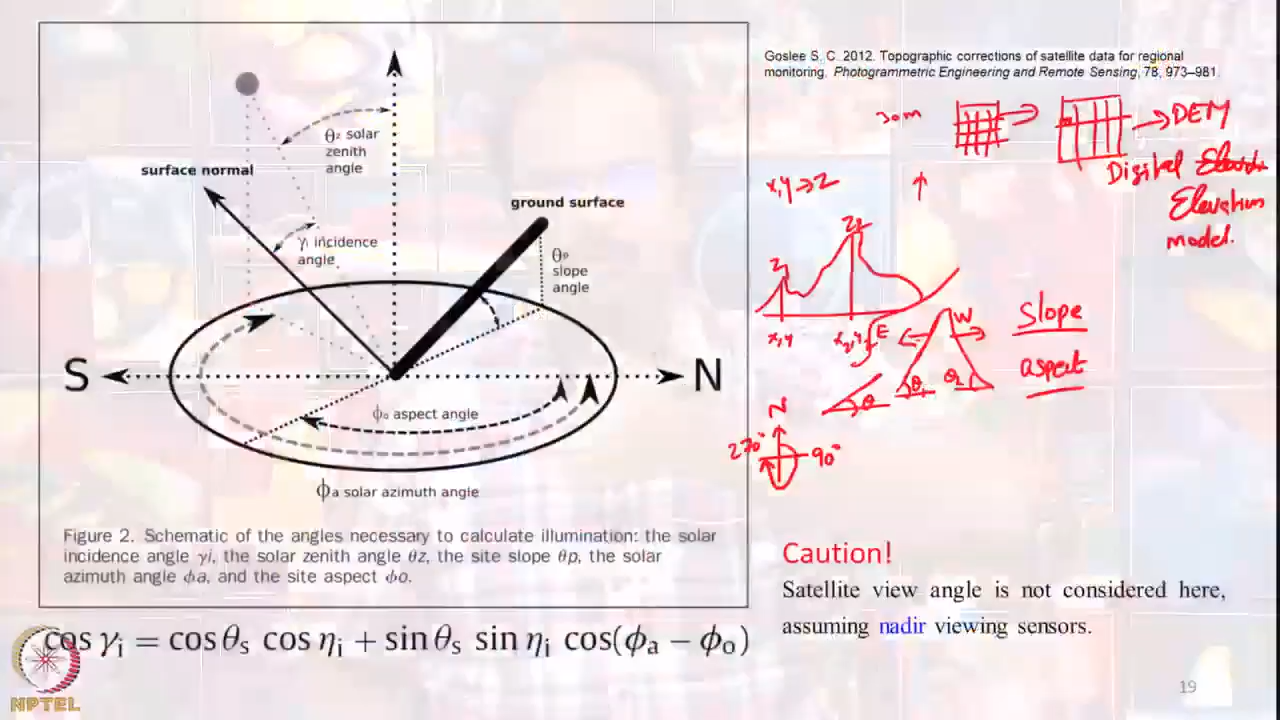 Goslee S. C. 2012. Topographic corrections of satellite data for regional
monitoring. Photogrammetric Engineering and Remote Sensing, 78, 973–981.
θz solar
zenith
angle
surface normal
ground surface
γi incidence
angle
θp
slope
angle
S
N
ϕo aspect angle
ϕa solar azimuth angle
Figure 2. Schematic of the angles necessary to calculate illumination: the solar
incidence angle γi, the solar zenith angle θz, the site slope θp, the solar
azimuth angle ϕa, and the site aspect ϕo.
cos γi = cos θs cos ηi + sin θs sin ηi cos(ϕa − ϕo)
30m
DEM
Digital
Elevation
model.
x,y → z
Z
x,y
E
W
θ
θ1
θ2
slope
aspect
N
270°
90°
Caution!
Satellite view angle is not considered here,
assuming nadir viewing sensors.
NPTEL
19